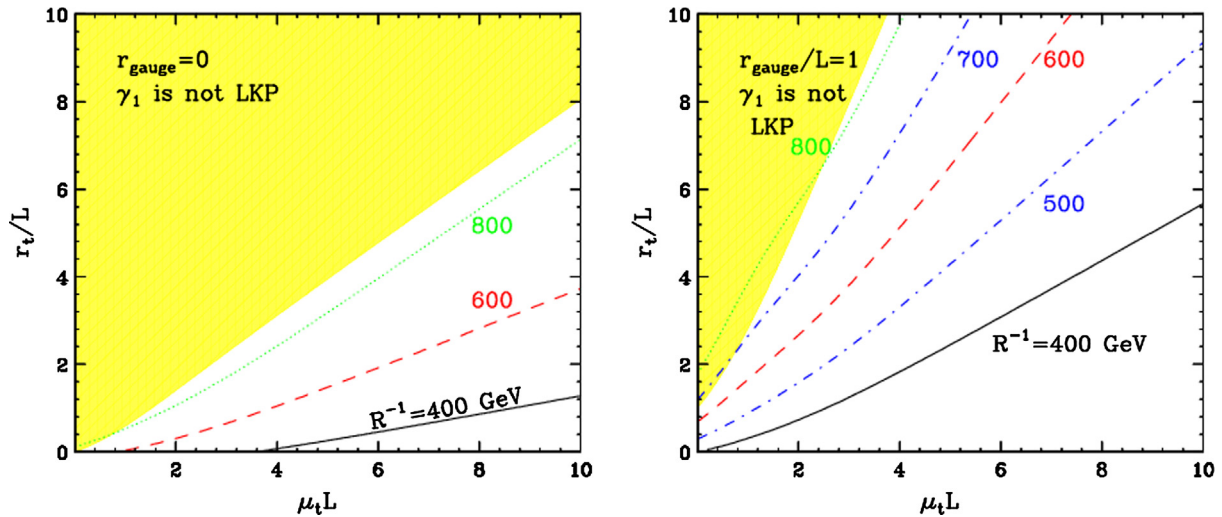 10
8
6
4
2
0
r_t/L
r_gauge=0
γ_1 is not LKP
800
600
R^-1=400 GeV
2 4 6 8 10
μ_tL
10
8
6
4
2
0
r_t/L
r_gauge/L=1
γ_1 is not
LKP
800
700
600
500
R^-1=400 GeV
2 4 6 8 10
μ_tL